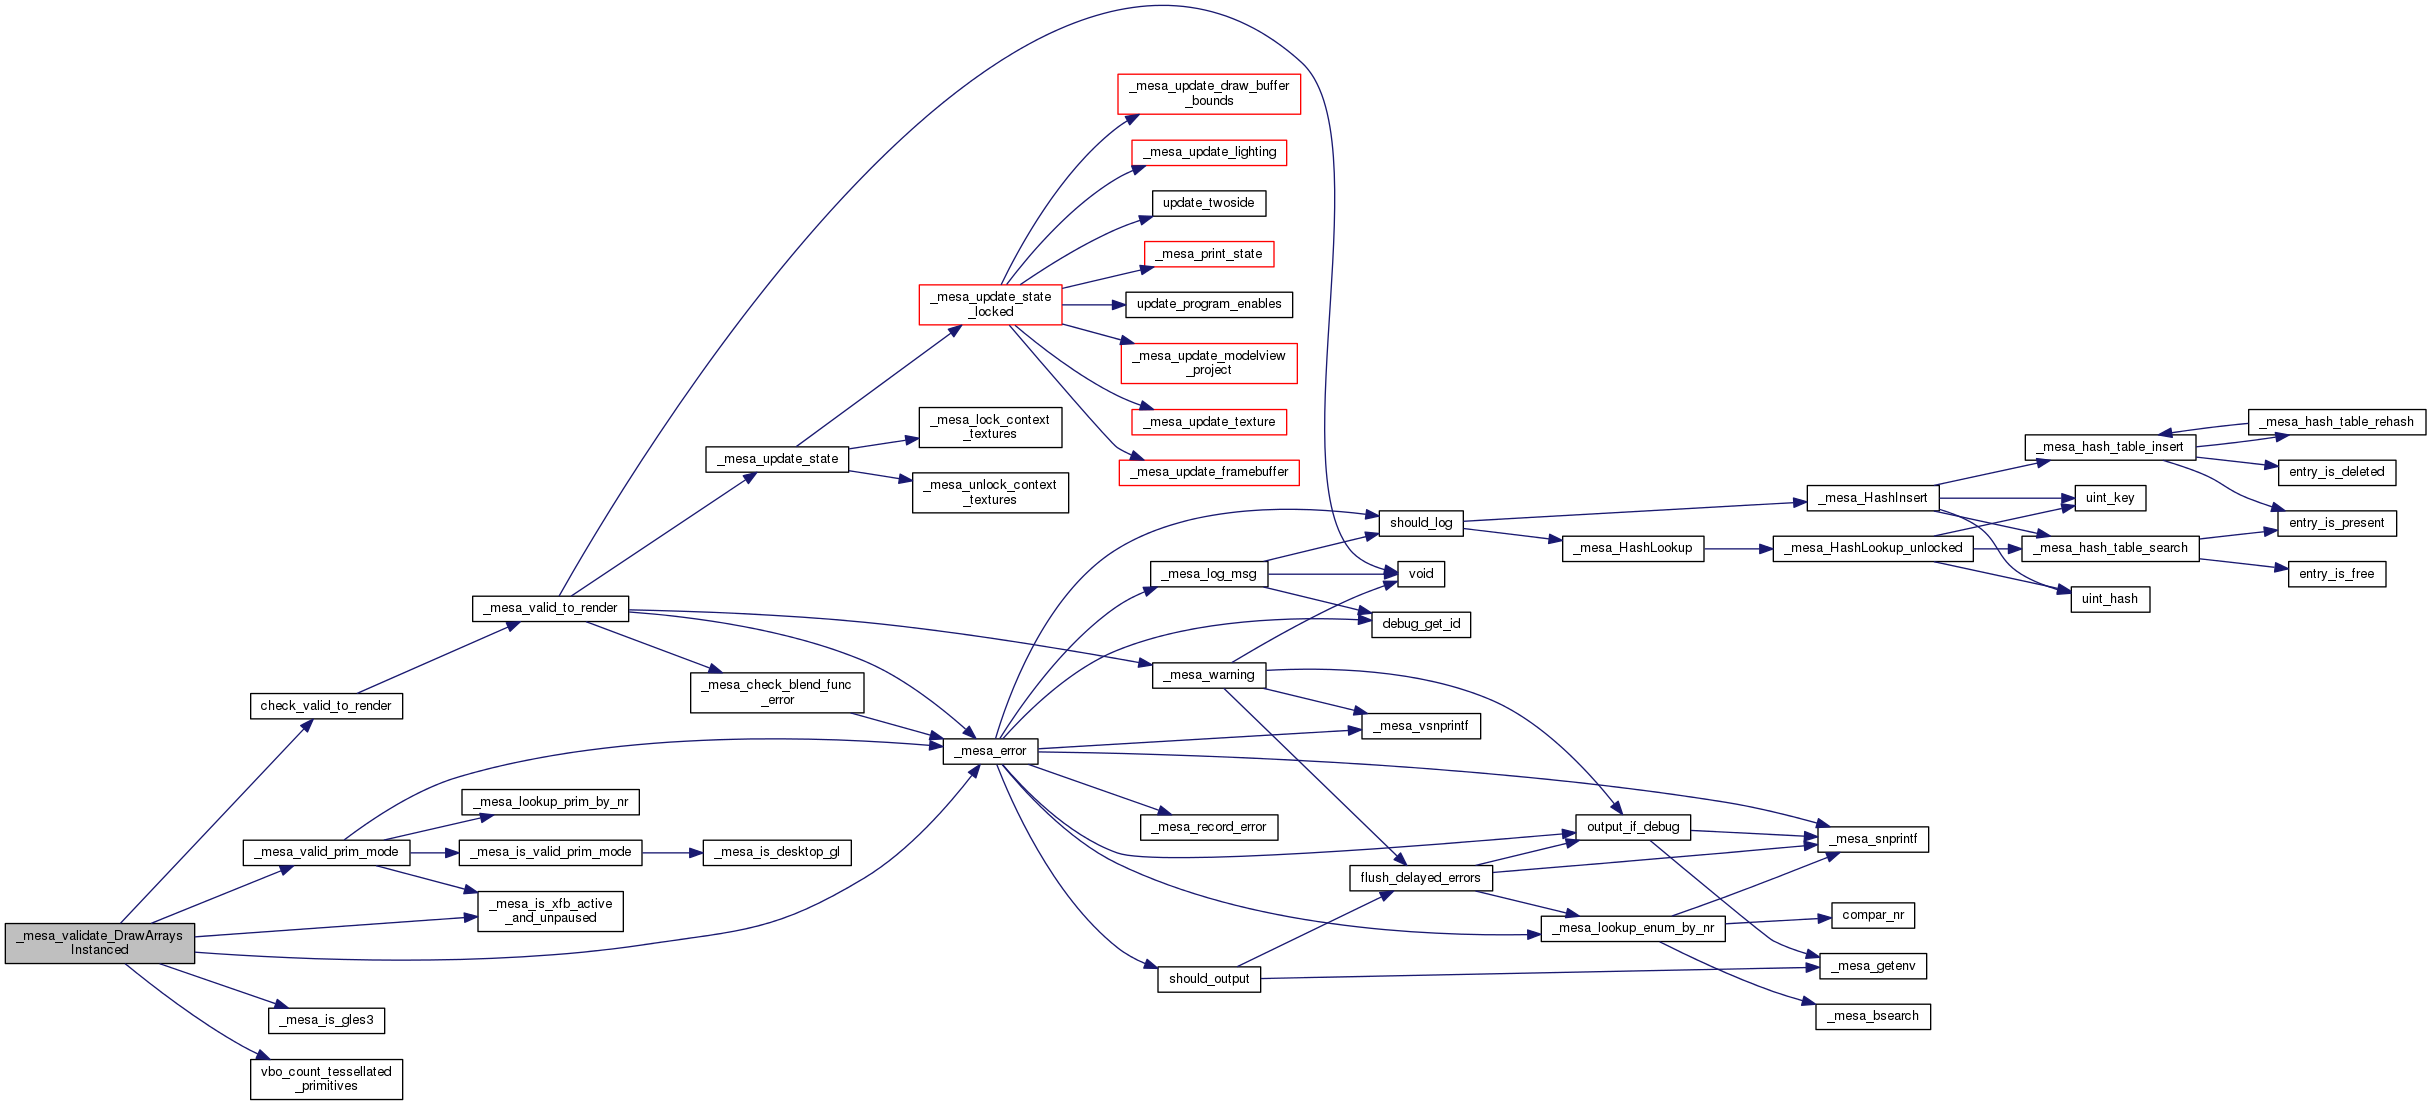 _mesa_validate_DrawArrays
Instanced
check_valid_to_render
_mesa_valid_prim_mode
_mesa_is_gles3
vbo_count_tessellated
_primitives
_mesa_valid_to_render
_mesa_lookup_prim_by_nr
_mesa_is_valid_prim_mode
_mesa_is_xfb_active
_and_unpaused
_mesa_update_state
_mesa_check_blend_func
_error
_mesa_is_desktop_gl
_mesa_update_state
_locked
_mesa_lock_context
_textures
_mesa_unlock_context
_textures
_mesa_error
_mesa_update_draw_buffer
_bounds
_mesa_update_lighting
update_twoside
_mesa_print_state
update_program_enables
_mesa_update_modelview
_project
_mesa_update_texture
_mesa_update_framebuffer
_mesa_log_msg
_mesa_warning
_mesa_record_error
should_output
should_log
void
debug_get_id
_mesa_vsnprintf
flush_delayed_errors
_mesa_HashLookup
output_if_debug
_mesa_lookup_enum_by_nr
_mesa_HashInsert
_mesa_HashLookup_unlocked
_mesa_snprintf
compar_nr
_mesa_getenv
_mesa_bsearch
_mesa_hash_table_insert
uint_key
_mesa_hash_table_search
uint_hash
_mesa_hash_table_rehash
entry_is_deleted
entry_is_present
entry_is_free